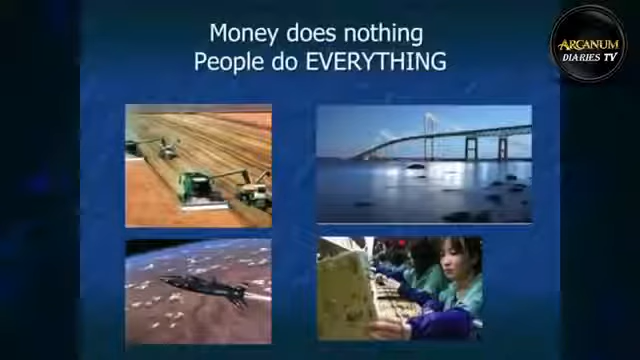 Money does nothing
People do EVERYTHING
ARCANUM
DIARIES TV